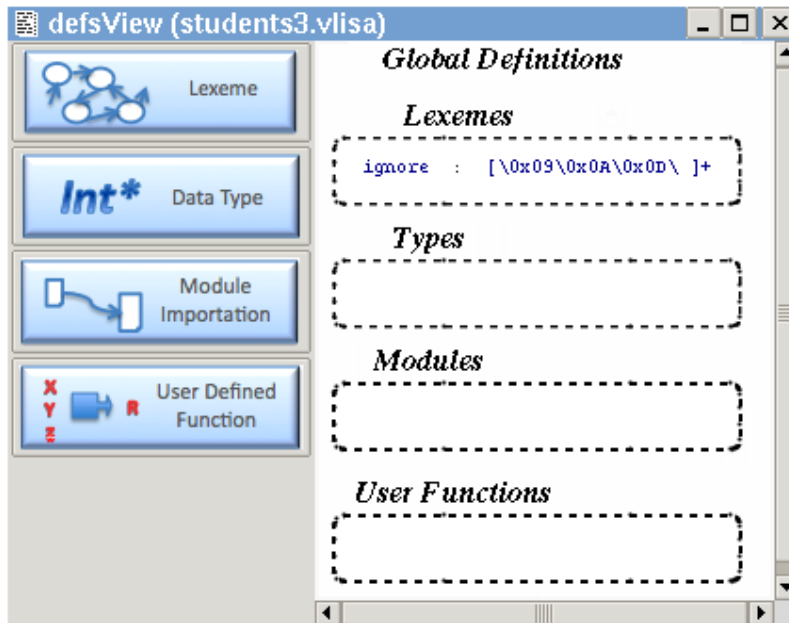 defsView (students3.vlisa)
Lexeme
Int*
Data Type
Module
Importation
X
Y
Z
R
User Defined
Function
Global Definitions
Lexemes
ignore : [\0x09\0x0A\0x0D\ ]+
Types
Modules
User Functions